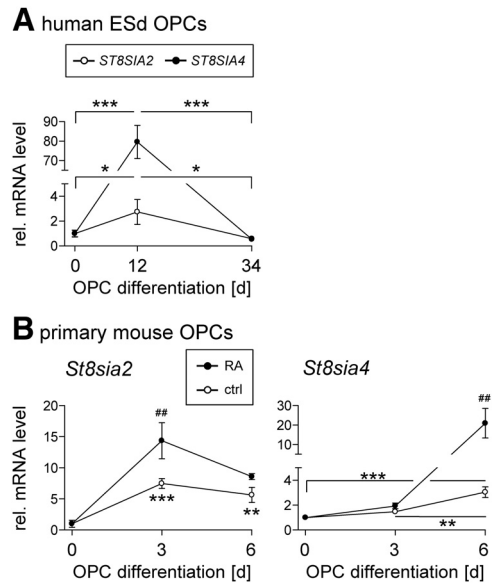 A human ESd OPCs
ST8SIA2 ST8SIA4
*** ***
90
80
70
* *
4
2
0
rel. mRNA level
0 12 34
OPC differentiation [d]
B primary mouse OPCs
St8sia2 RA St8sia4
ctrl
rel. mRNA level
20
15
10
5
0
##
***
**
0 3 6
OPC differentiation [d]
30
20
10
4
2
0
##
***
**
0 3 6
OPC differentiation [d]